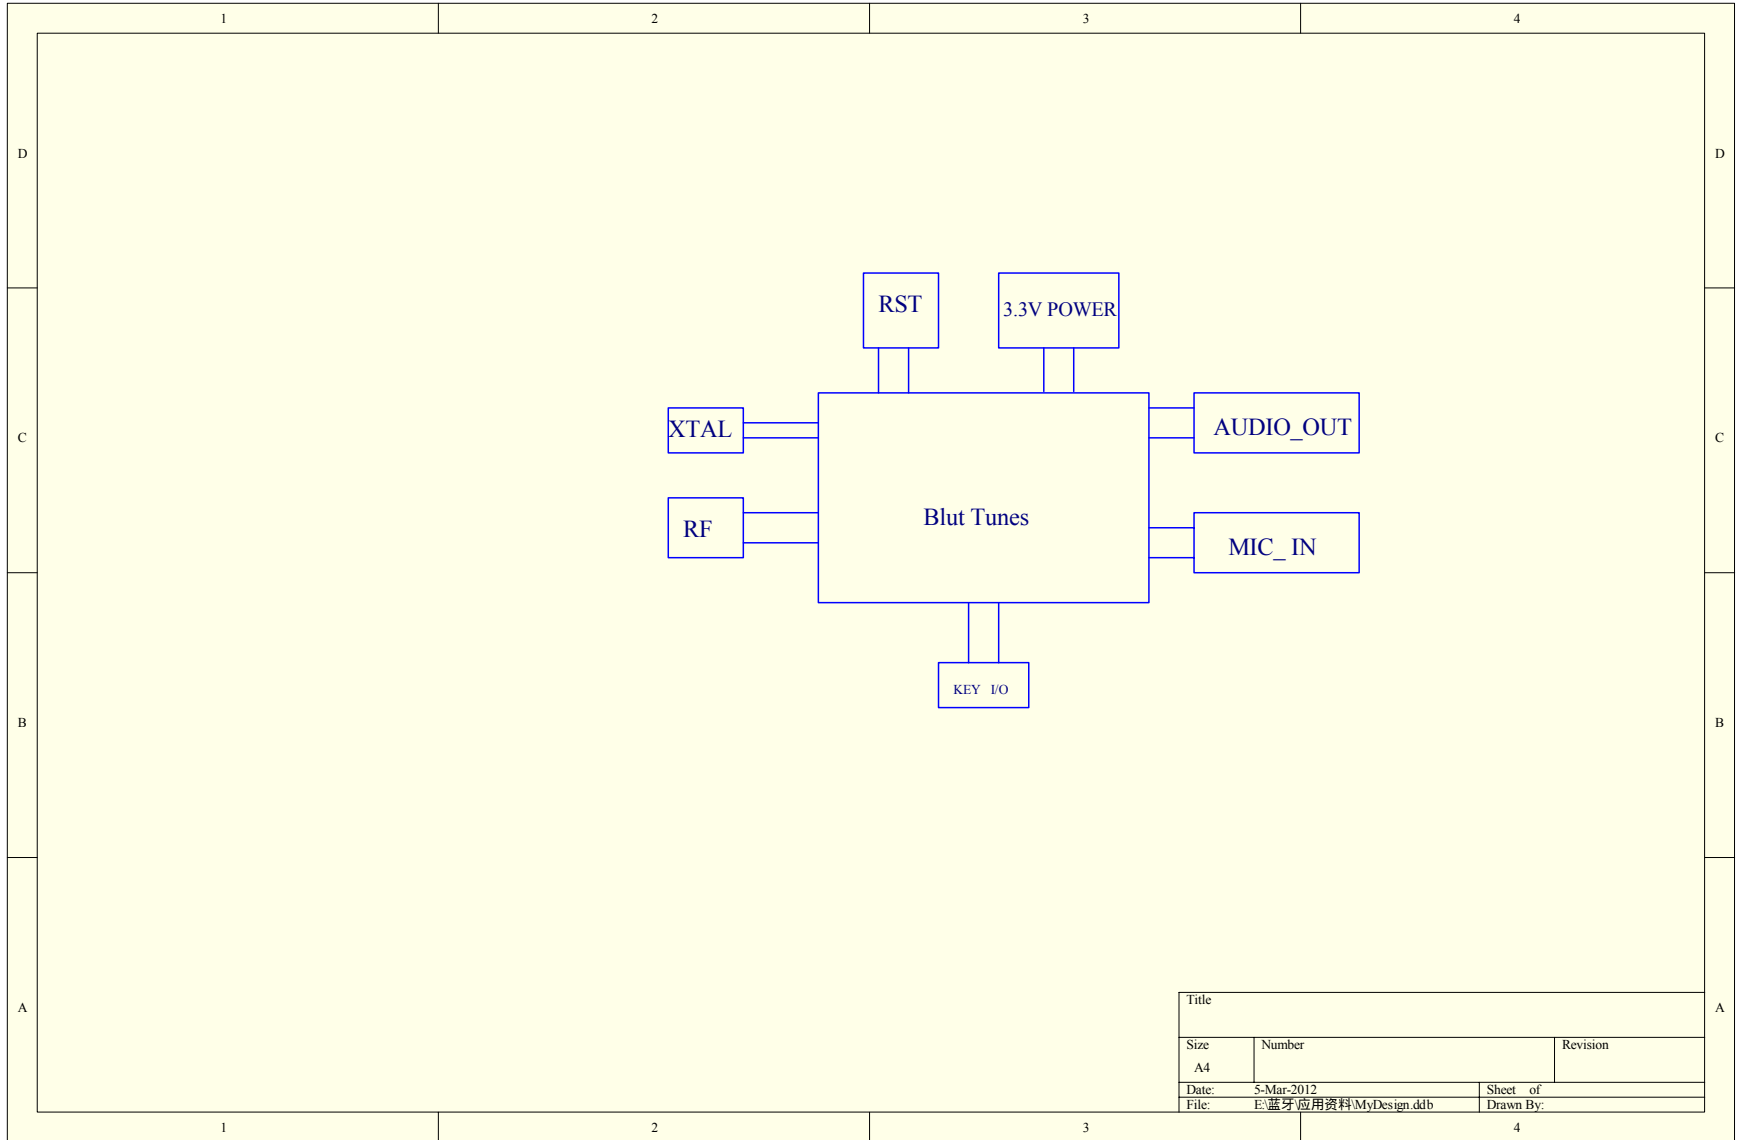 1 2 3 4
D D
RST 3.3V POWER
XTAL AUDIO_OUT
C C
Blut Tunes
RF MIC_ IN
KEY I/O
B B
Title
A A
Size Number Revision
A4
Date: 5-Mar-2012 Sheet of
File: E:\蓝牙\应用资料\MyDesign.ddb Drawn By:
1 2 3 4